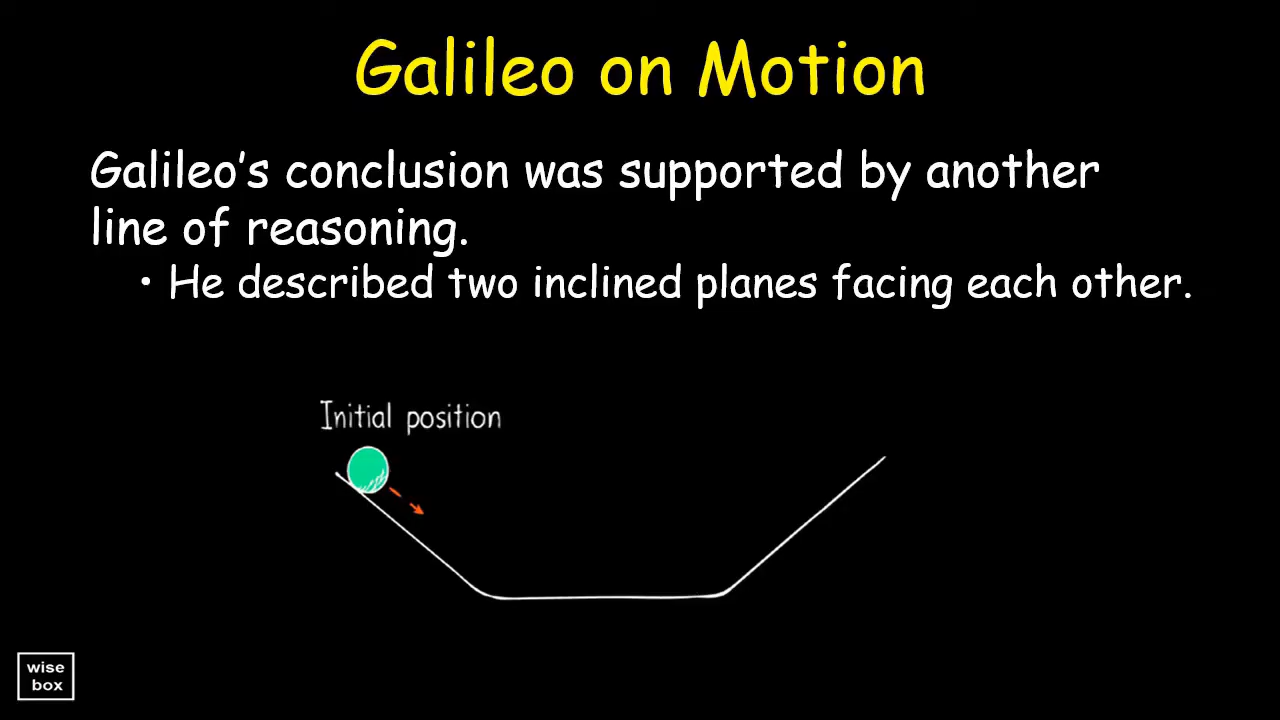 Galileo on Motion
Galileo's conclusion was supported by another
line of reasoning.
• He described two inclined planes facing each other.
Initial position
wise
box